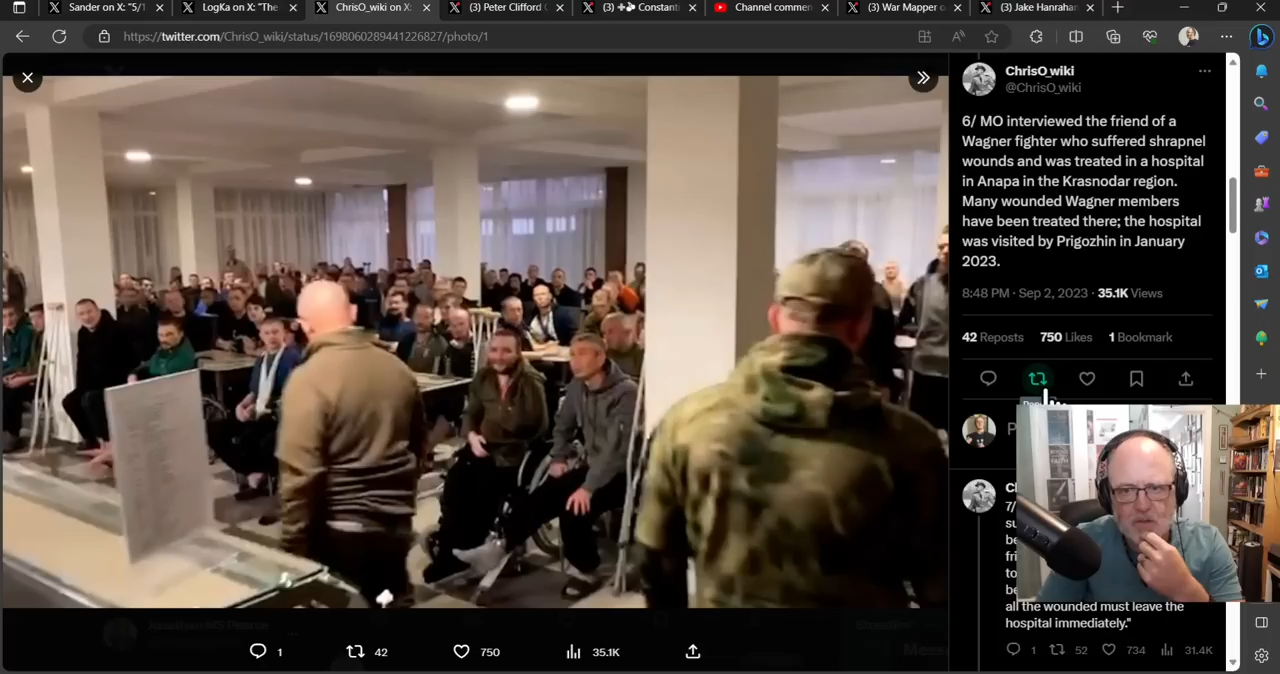 Sander on X: "5/1
LogKa on X: "The
ChrisO_wiki on X:
(3) Peter Clifford
(3) Constanti
Channel commen
(3) War Mapper o
(3) Jake Hanrahan
https://twitter.com/ChrisO_wiki/status/1698060289441226827/photo/1
ChrisO_wiki
@ChrisO_wiki
6/ MO interviewed the friend of a
Wagner fighter who suffered shrapnel
wounds and was treated in a hospital
in Anapa in the Krasnodar region.
Many wounded Wagner members
have been treated there; the hospital
was visited by Prigozhin in January
2023.
8:48 PM · Sep 2, 2023 · 35.1K Views
42 Reposts 750 Likes 1 Bookmark
7/
all the wounded must leave the
hospital immediately."
1 52 734 31.4K
1 42 750 35.1K